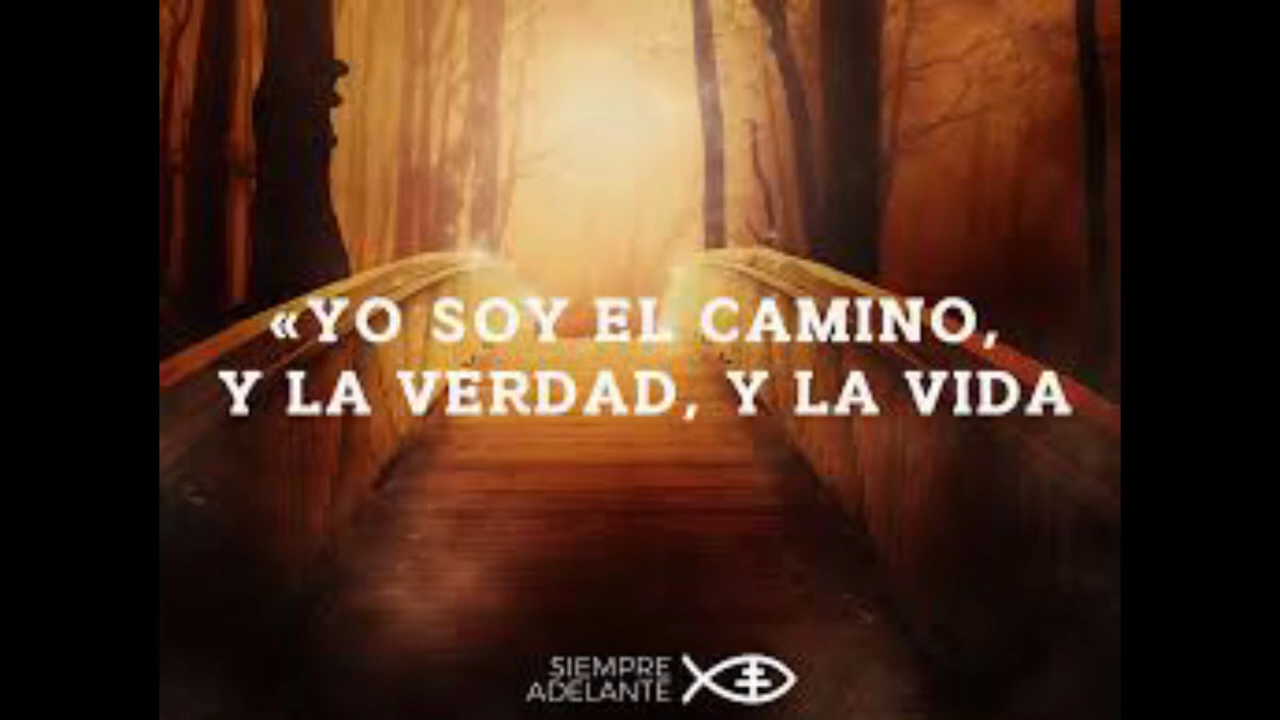 «YO SOY EL CAMINO,
Y LA VERDAD, Y LA VIDA
SIEMPRE
ADELANTE